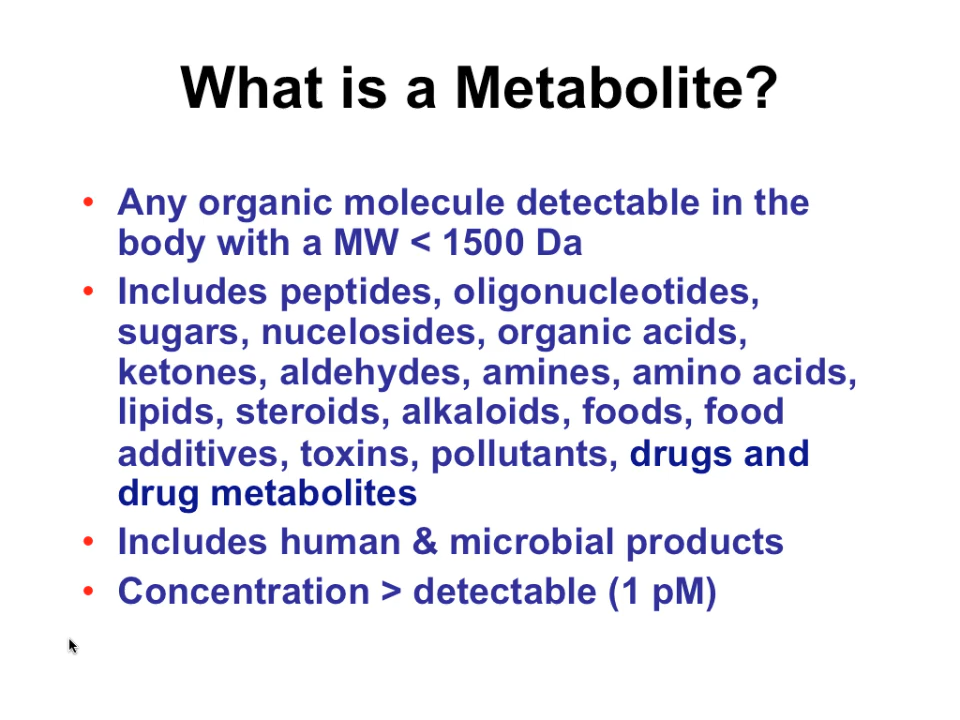 What is a Metabolite?
• Any organic molecule detectable in the
body with a MW < 1500 Da
• Includes peptides, oligonucleotides,
sugars, nucelosides, organic acids,
ketones, aldehydes, amines, amino acids,
lipids, steroids, alkaloids, foods, food
additives, toxins, pollutants, drugs and
drug metabolites
• Includes human & microbial products
• Concentration > detectable (1 pM)